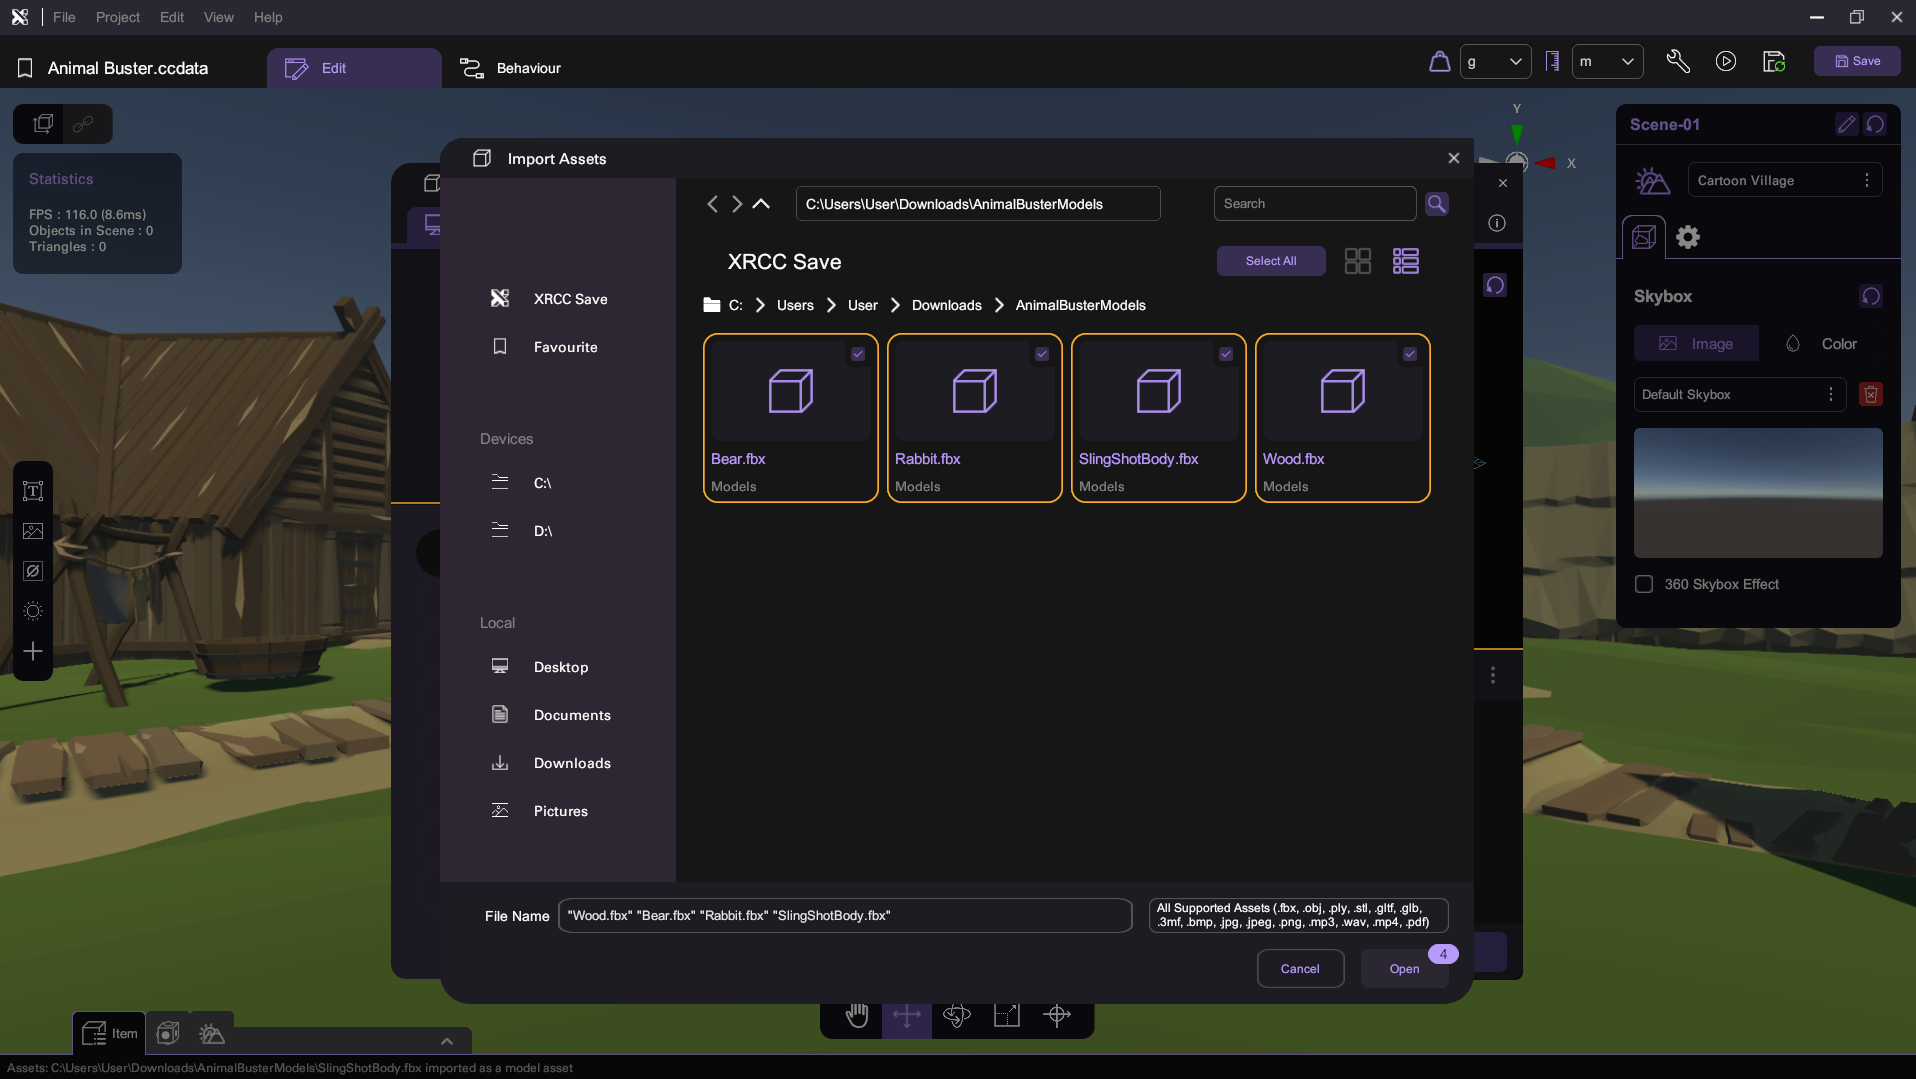 File Project Edit View Help
Animal Buster.ccdata
Edit
Behaviour
g
m
Save
Statistics
FPS : 116.0 (8.6ms)
Objects in Scene : 0
Triangles : 0
Y
X
Import Assets
C:\Users\User\Downloads\AnimalBusterModels
Search
XRCC Save
Select All
C: Users User Downloads AnimalBusterModels
XRCC Save
Favourite
Devices
C:\
D:\
Local
Desktop
Documents
Downloads
Pictures
Bear.fbx
Models
Rabbit.fbx
Models
SlingShotBody.fbx
Models
Wood.fbx
Models
File Name
"Wood.fbx" "Bear.fbx" "Rabbit.fbx" "SlingShotBody.fbx"
All Supported Assets (.fbx, .obj, .ply, .stl, .gltf, .glb,
.3mf, .bmp, .jpg, .jpeg, .png, .mp3, .wav, .mp4, .pdf)
Cancel
Open
4
Scene-01
Cartoon Village
Skybox
Image
Color
Default Skybox
360 Skybox Effect
Item
Assets: C:\Users\User\Downloads\AnimalBusterModels\SlingShotBody.fbx imported as a model asset